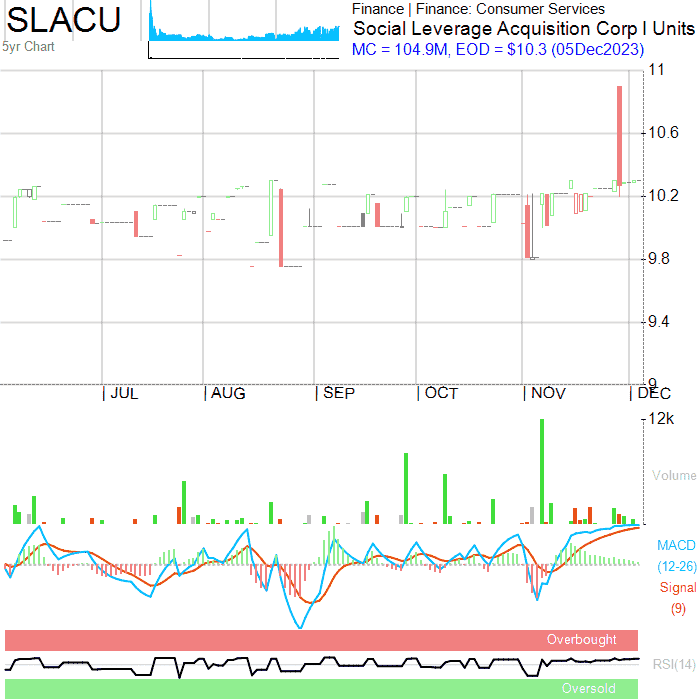 SLACU
5yr Chart
Finance | Finance: Consumer Services
Social Leverage Acquisition Corp I Units
MC = 104.9M, EOD = $10.3 (05Dec2023)
11
10.6
10.2
9.8
9.4
9
JUL AUG SEP OCT NOV DEC
12k
Volume
MACD
(12-26)
Signal
(9)
Overbought
RSI(14)
Oversold